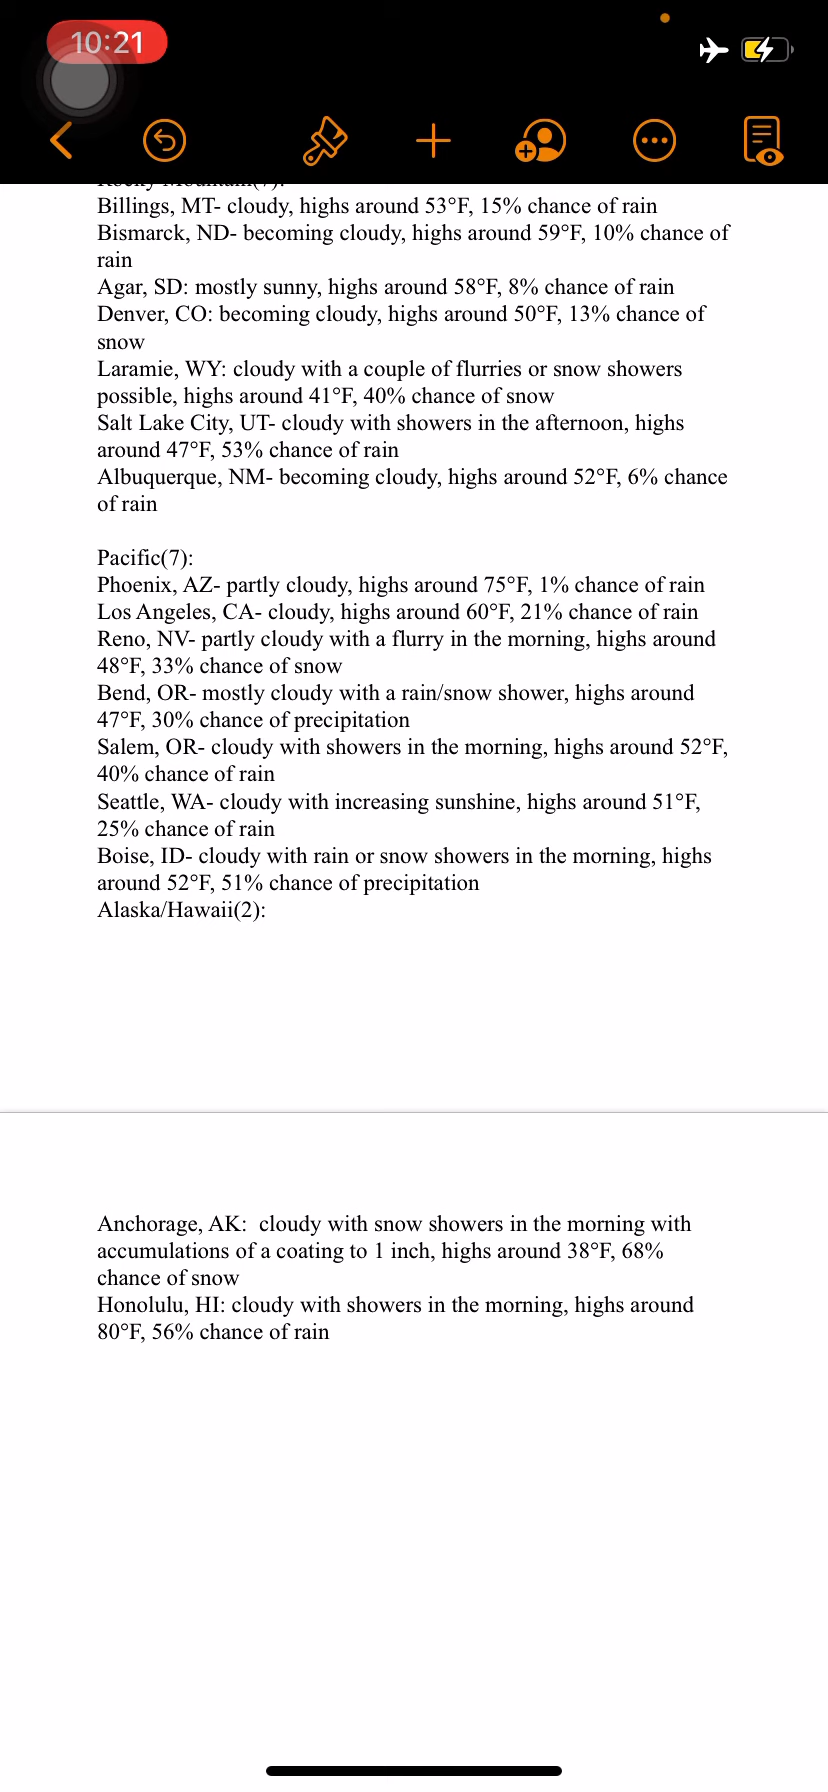 10:21
Rocky Mountain(7):
Billings, MT- cloudy, highs around 53°F, 15% chance of rain
Bismarck, ND- becoming cloudy, highs around 59°F, 10% chance of
rain
Agar, SD: mostly sunny, highs around 58°F, 8% chance of rain
Denver, CO: becoming cloudy, highs around 50°F, 13% chance of
snow
Laramie, WY: cloudy with a couple of flurries or snow showers
possible, highs around 41°F, 40% chance of snow
Salt Lake City, UT- cloudy with showers in the afternoon, highs
around 47°F, 53% chance of rain
Albuquerque, NM- becoming cloudy, highs around 52°F, 6% chance
of rain
Pacific(7):
Phoenix, AZ- partly cloudy, highs around 75°F, 1% chance of rain
Los Angeles, CA- cloudy, highs around 60°F, 21% chance of rain
Reno, NV- partly cloudy with a flurry in the morning, highs around
48°F, 33% chance of snow
Bend, OR- mostly cloudy with a rain/snow shower, highs around
47°F, 30% chance of precipitation
Salem, OR- cloudy with showers in the morning, highs around 52°F,
40% chance of rain
Seattle, WA- cloudy with increasing sunshine, highs around 51°F,
25% chance of rain
Boise, ID- cloudy with rain or snow showers in the morning, highs
around 52°F, 51% chance of precipitation
Alaska/Hawaii(2):
Anchorage, AK:  cloudy with snow showers in the morning with
accumulations of a coating to 1 inch, highs around 38°F, 68%
chance of snow
Honolulu, HI: cloudy with showers in the morning, highs around
80°F, 56% chance of rain